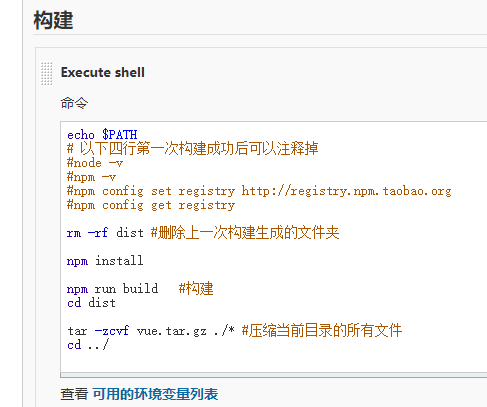 构建
Execute shell
命令
echo $PATH
# 以下四行第一次构建成功后可以注释掉
#node -v
#npm -v
#npm config set registry http://registry.npm.taobao.org
#npm config get registry
rm -rf dist #删除上一次构建生成的文件夹
npm install
npm run build #构建
cd dist
tar -zcvf vue.tar.gz ./* #压缩当前目录的所有文件
cd ../
查看 可用的环境变量列表